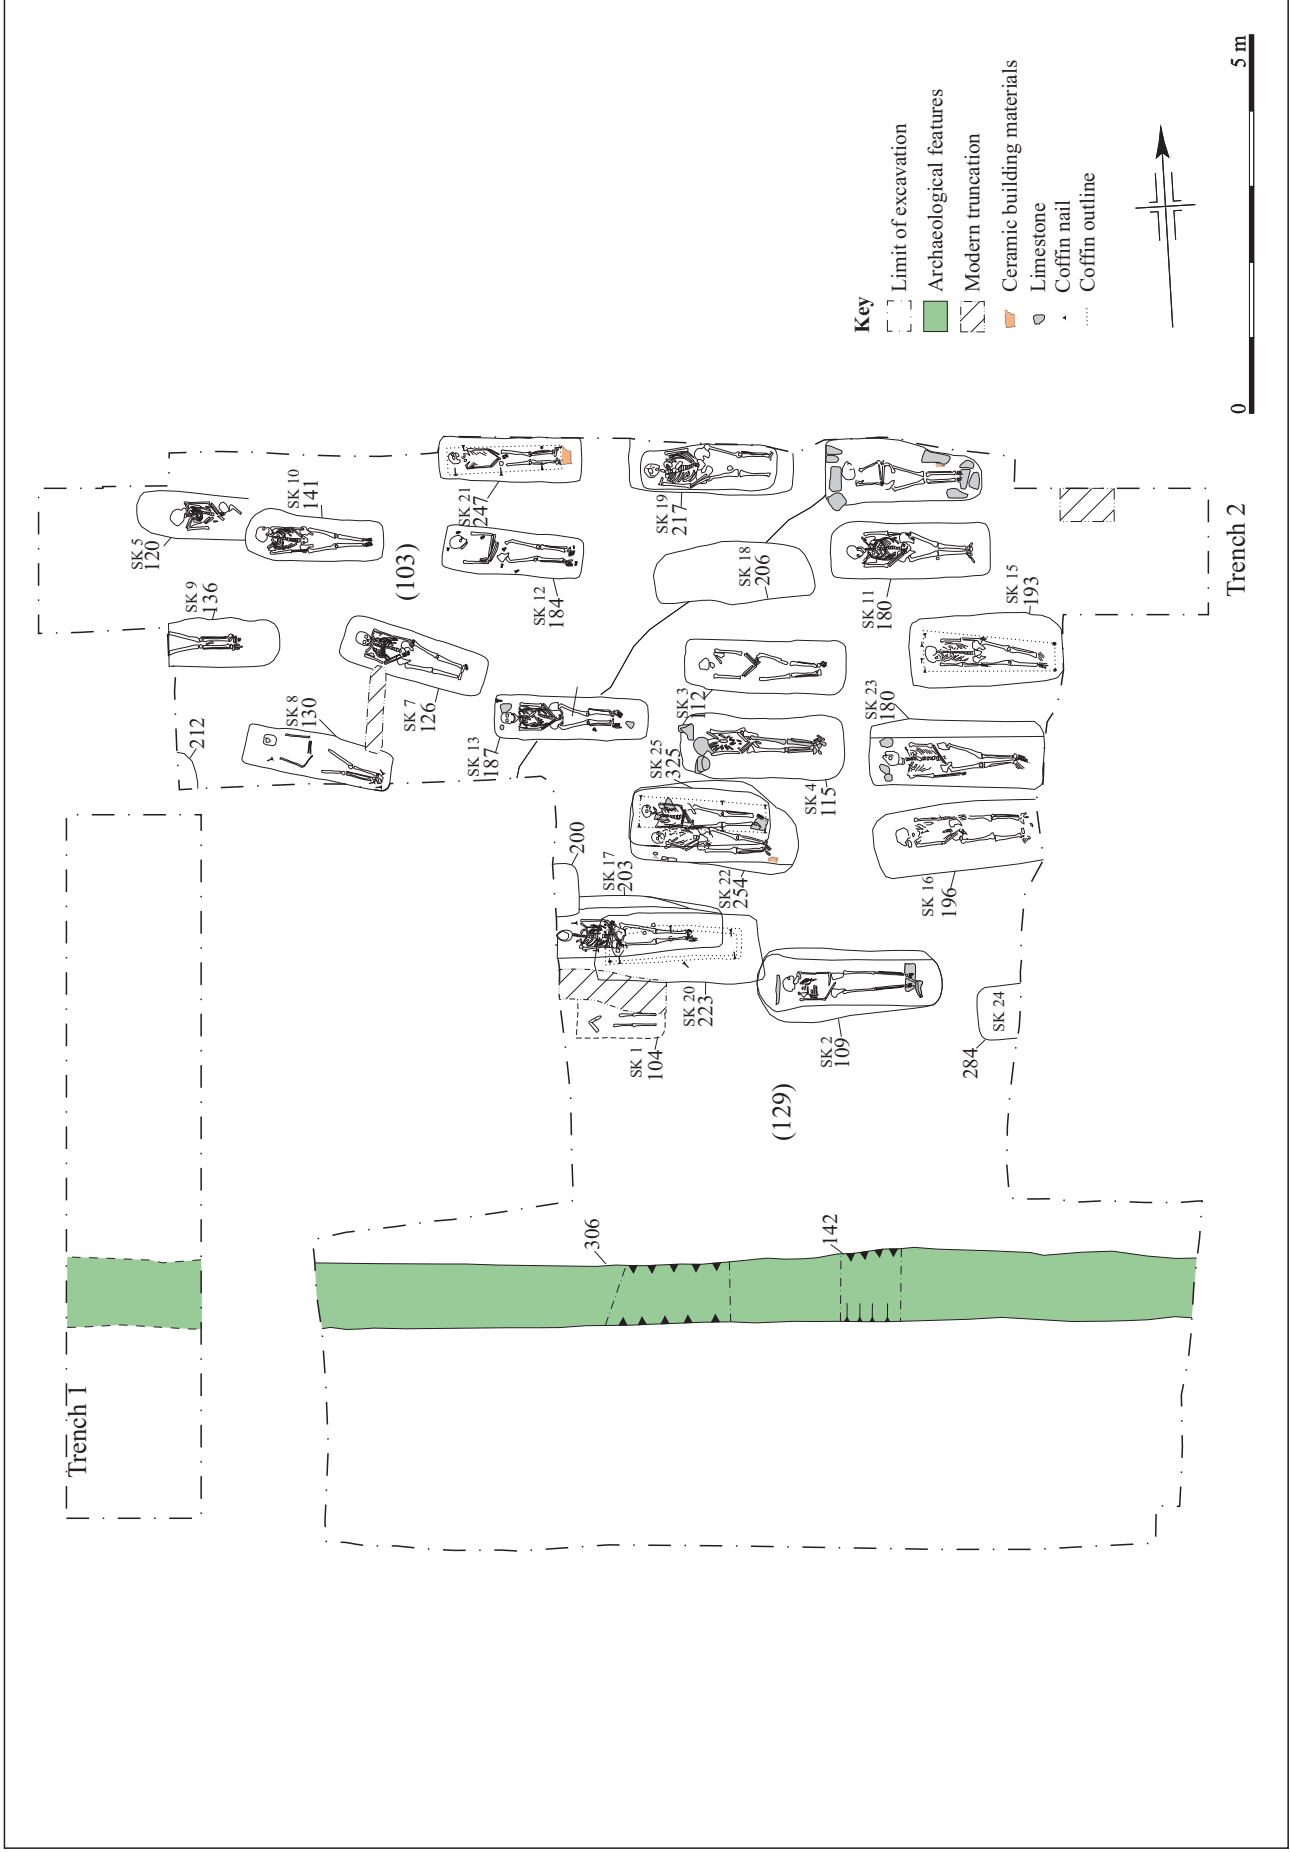 Trench 1
212
SK 9
136
SK 5
120
SK 8
130
SK 10
141
(103)
SK 7
126
SK 13
187
SK 12
184
SK 21
247
200
SK 17
203
SK 25
325
SK 3
112
SK 18
206
SK 19
217
SK 1
104
SK 20
223
SK 22
254
SK 4
115
SK 23
180
SK 11
180
SK 15
193
SK 2
109
SK 16
196
284
SK 24
(129)
306
142
Trench 2
Key
Limit of excavation
Archaeological features
Modern truncation
Ceramic building materials
Limestone
Coffin nail
Coffin outline
0
5 m